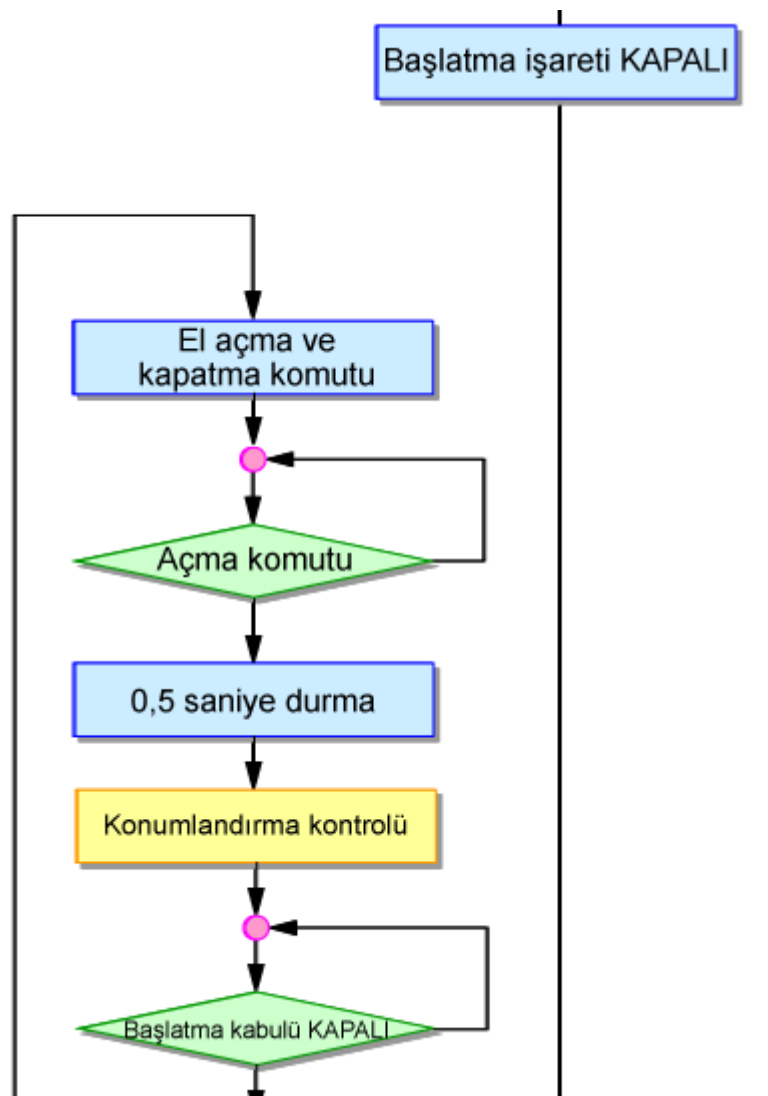 Başlatma işareti KAPALI
El açma ve
kapatma komutu
Açma komutu
0,5 saniye durma
Konumlandırma kontrolü
Başlatma kabulü KAPALI